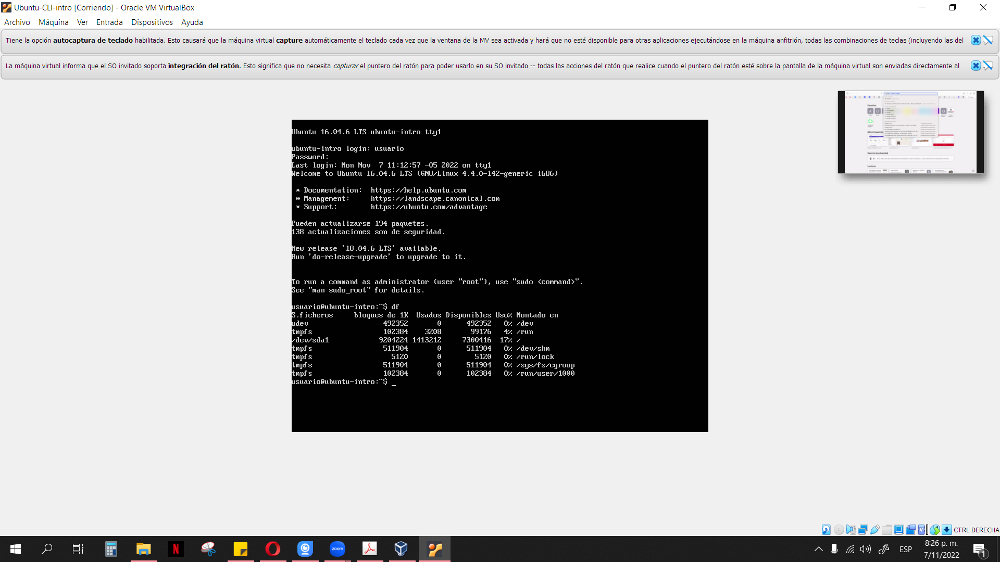 Ubuntu-CLI-intro [Corriendo] - Oracle VM VirtualBox
Archivo Máquina Ver Entrada Dispositivos Ayuda
Tiene la opción autocaptura de teclado habilitada. Esto causará que la máquina virtual capture automáticamente el teclado cada vez que la ventana de la MV sea activada y hará que no esté disponible para otras aplicaciones ejecutándose en la máquina anfitrión, todas las combinaciones de teclas (incluyendo las del
La máquina virtual informa que el SO invitado soporta integración del ratón. Esto significa que no necesita capturar el puntero del ratón para poder usarlo en su SO invitado -- todas las acciones del ratón que realice cuando el puntero del ratón esté sobre la pantalla de la máquina virtual son enviadas directamente al
Ubuntu 16.04.6 LTS ubuntu-intro tty1
ubuntu-intro login: usuario
Password:
Last login: Mon Nov  7 11:12:57 -05 2022 on tty1
Welcome to Ubuntu 16.04.6 LTS (GNU/Linux 4.4.0-142-generic i686)
* Documentation:  https://help.ubuntu.com
* Management:     https://landscape.canonical.com
* Support:        https://ubuntu.com/advantage
Pueden actualizarse 194 paquetes.
138 actualizaciones son de seguridad.
New release '18.04.6 LTS' available.
Run 'do-release-upgrade' to upgrade to it.
To run a command as administrator (user "root"), use "sudo <command>".
See "man sudo_root" for details.
usuario@ubuntu-intro:~$ df
S.ficheros     bloques de 1K  Usados Disponibles Uso% Montado en
udev                  492352       0      492352   0% /dev
tmpfs                 102384    3208       99176   4% /run
/dev/sda1            9204224 1413212     7300416  17% /
tmpfs                 511904       0      511904   0% /dev/shm
tmpfs                   5120       0        5120   0% /run/lock
tmpfs                 511904       0      511904   0% /sys/fs/cgroup
tmpfs                 102384       0      102384   0% /run/user/1000
usuario@ubuntu-intro:~$ _
CTRL DERECHA
N
zoom
ESP
8:26 p. m.
7/11/2022
1